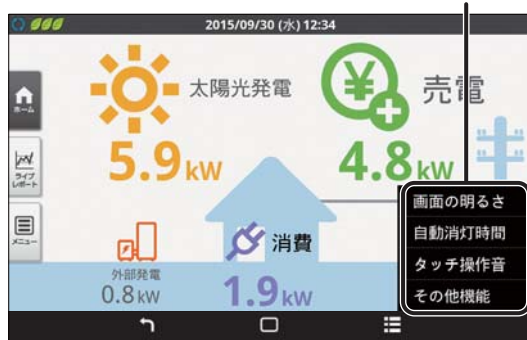 2015/09/30 (水) 12:34
太陽光発電
売電
5.9kW
4.8kW
ホーム
ライブ
レポート
メニュー
外部発電
0.8kW
消費
1.9kW
画面の明るさ
自動消灯時間
タッチ操作音
その他機能